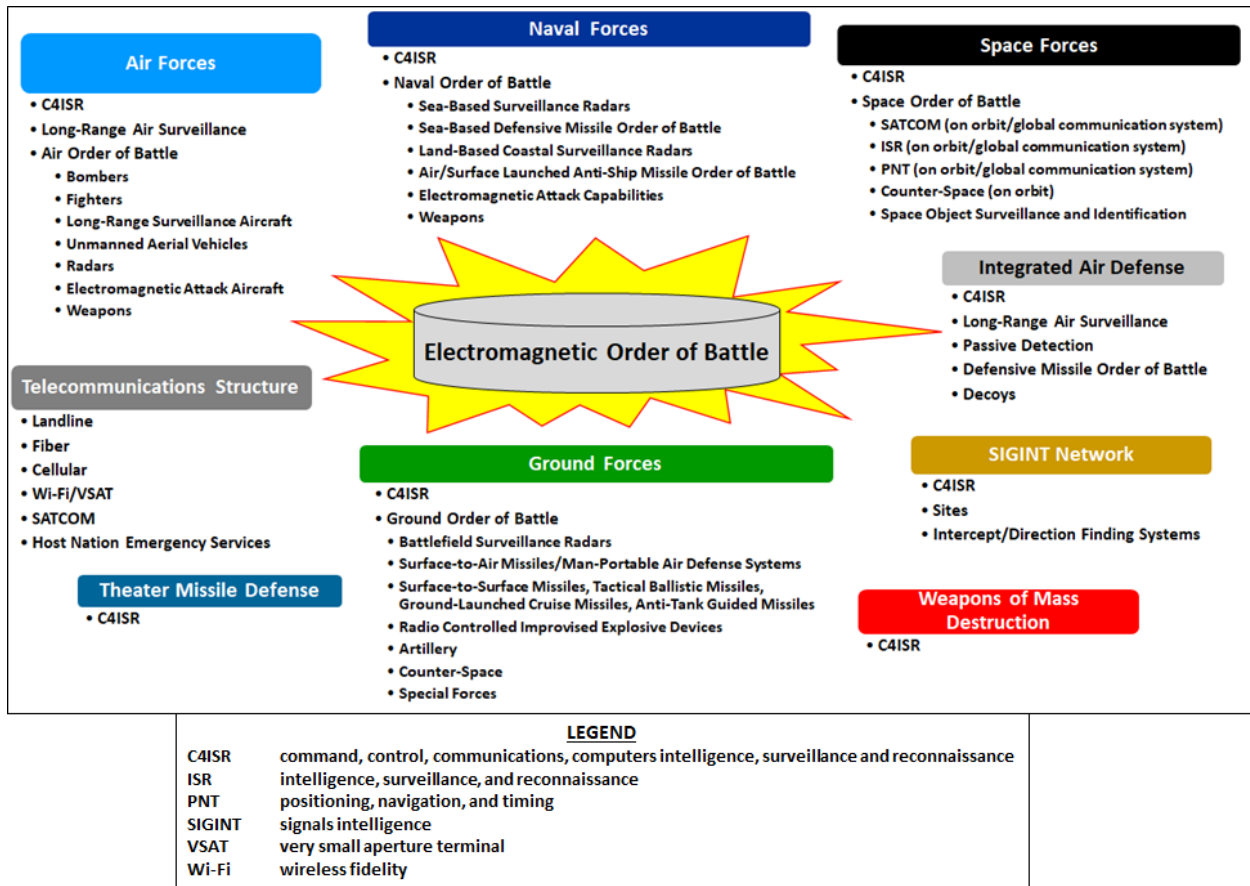 Air Forces
• C4ISR
• Long-Range Air Surveillance
• Air Order of Battle
• Bombers
• Fighters
• Long-Range Surveillance Aircraft
• Unmanned Aerial Vehicles
• Radars
• Electromagnetic Attack Aircraft
• Weapons
Naval Forces
• C4ISR
• Naval Order of Battle
• Sea-Based Surveillance Radars
• Sea-Based Defensive Missile Order of Battle
• Land-Based Coastal Surveillance Radars
• Air/Surface Launched Anti-Ship Missile Order of Battle
• Electromagnetic Attack Capabilities
• Weapons
Space Forces
• C4ISR
• Space Order of Battle
• SATCOM (on orbit/global communication system)
• ISR (on orbit/global communication system)
• PNT (on orbit/global communication system)
• Counter-Space (on orbit)
• Space Object Surveillance and Identification
Electromagnetic Order of Battle
Integrated Air Defense
• C4ISR
• Long-Range Air Surveillance
• Passive Detection
• Defensive Missile Order of Battle
• Decoys
Telecommunications Structure
• Landline
• Fiber
• Cellular
• Wi-Fi/VSAT
• SATCOM
• Host Nation Emergency Services
Ground Forces
• C4ISR
• Ground Order of Battle
• Battlefield Surveillance Radars
• Surface-to-Air Missiles/Man-Portable Air Defense Systems
• Surface-to-Surface Missiles, Tactical Ballistic Missiles,
Ground-Launched Cruise Missiles, Anti-Tank Guided Missiles
• Radio Controlled Improvised Explosive Devices
• Artillery
• Counter-Space
• Special Forces
SIGINT Network
• C4ISR
• Sites
• Intercept/Direction Finding Systems
Theater Missile Defense
• C4ISR
Weapons of Mass
Destruction
• C4ISR
LEGEND
C4ISR command, control, communications, computers intelligence, surveillance and reconnaissance
ISR intelligence, surveillance, and reconnaissance
PNT positioning, navigation, and timing
SIGINT signals intelligence
VSAT very small aperture terminal
Wi-Fi wireless fidelity